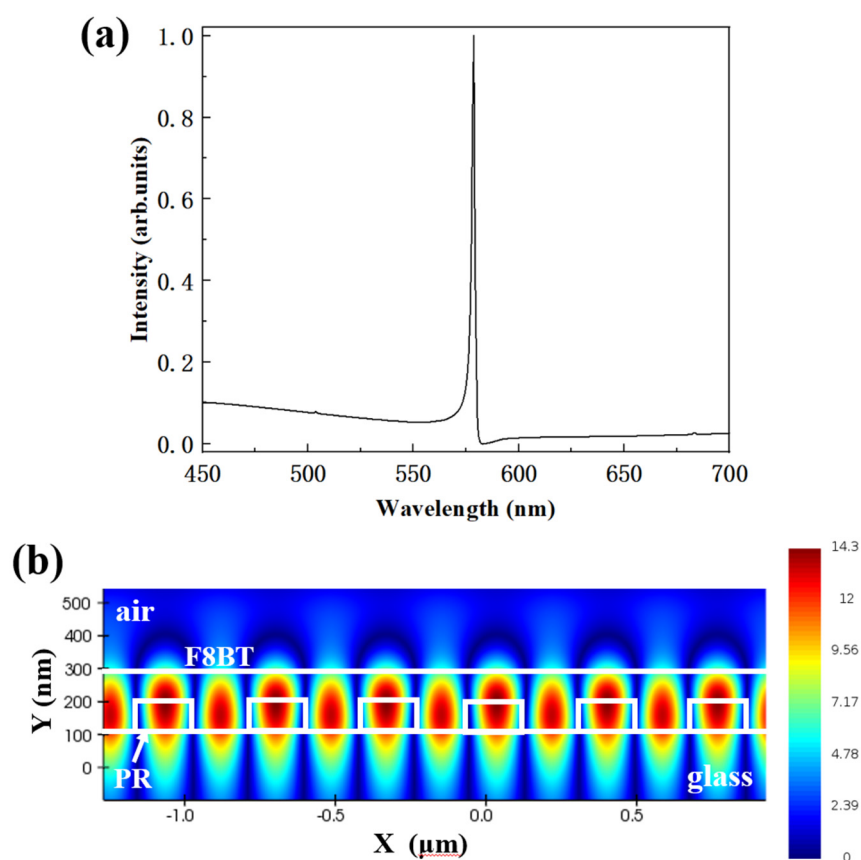 (a)
1.0
0.8
0.6
0.4
0.2
0.0
Intensity (arb.units)
450 500 550 600 650 700
Wavelength (nm)
(b)
14.3
12
9.56
7.17
4.78
2.39
0
500
400
300
200
100
0
Y (nm)
air
F8BT
PR
glass
-1.0 -0.5 0.0 0.5
X (µm)